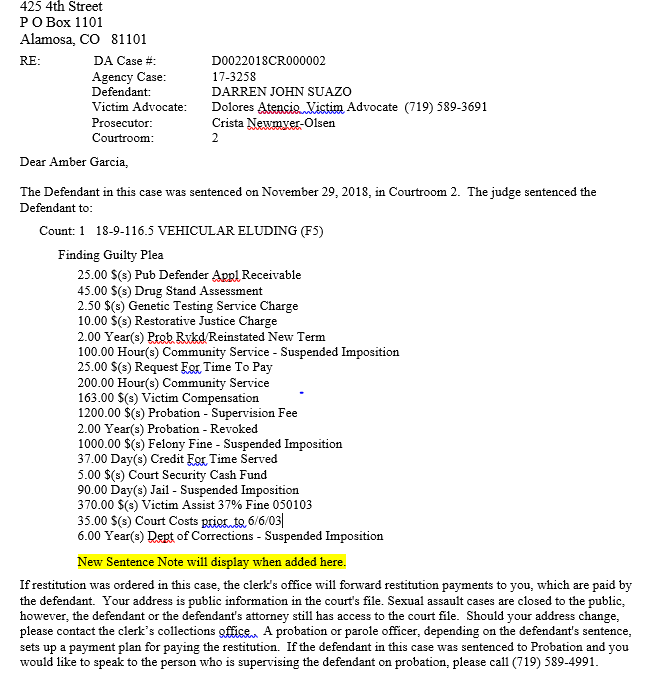 425 4th Street
P O Box 1101
Alamosa, CO 81101
RE: DA Case #: D0022018CR000002
Agency Case: 17-3258
Defendant: DARREN JOHN SUAZO
Victim Advocate: Dolores Atencio, Victim Advocate (719) 589-3691
Prosecutor: Crista Newmyer-Olsen
Courtroom: 2
Dear Amber Garcia,
The Defendant in this case was sentenced on November 29, 2018, in Courtroom 2. The judge sentenced the
Defendant to:
Count: 1 18-9-116.5 VEHICULAR ELUDING (F5)
Finding Guilty Plea
25.00 $(s) Pub Defender Appl Receivable
45.00 $(s) Drug Stand Assessment
2.50 $(s) Genetic Testing Service Charge
10.00 $(s) Restorative Justice Charge
2.00 Year(s) Prob Rvkd/Reinstated New Term
100.00 Hour(s) Community Service - Suspended Imposition
25.00 $(s) Request For Time To Pay
200.00 Hour(s) Community Service
163.00 $(s) Victim Compensation
1200.00 $(s) Probation - Supervision Fee
2.00 Year(s) Probation - Revoked
1000.00 $(s) Felony Fine - Suspended Imposition
37.00 Day(s) Credit For Time Served
5.00 $(s) Court Security Cash Fund
90.00 Day(s) Jail - Suspended Imposition
370.00 $(s) Victim Assist 37% Fine 050103
35.00 $(s) Court Costs prior to 6/6/03
6.00 Year(s) Dept of Corrections - Suspended Imposition
New Sentence Note will display when added here.
If restitution was ordered in this case, the clerk's office will forward restitution payments to you, which are paid by
the defendant. Your address is public information in the court's file. Sexual assault cases are closed to the public,
however, the defendant or the defendant's attorney still has access to the court file. Should your address change,
please contact the clerk's collections office.. A probation or parole officer, depending on the defendant's sentence,
sets up a payment plan for paying the restitution. If the defendant in this case was sentenced to Probation and you
would like to speak to the person who is supervising the defendant on probation, please call (719) 589-4991.